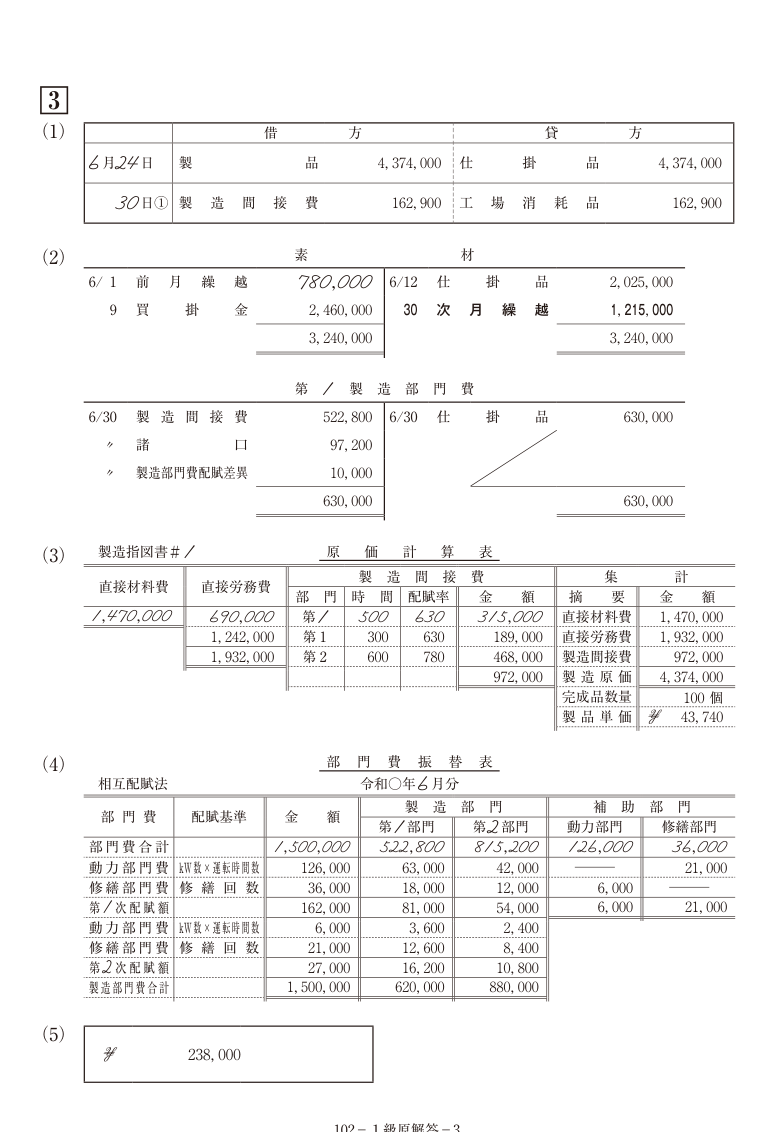 3
(1)
借方 貸方
6月24日 製品 4,374,000 仕掛品 4,374,000
30日① 製造間接費 162,900 工場消耗品 162,900
(2)
素材
6/ 1 前月繰越 780,000 6/12 仕掛品 2,025,000
9 買掛金 2,460,000 30 次月繰越 1,215,000
3,240,000 3,240,000
第1製造部門費
6/30 製造間接費 522,800 6/30 仕掛品 630,000
〃 諸口 97,200
〃 製造部門費配賦差異 10,000
630,000 630,000
(3)
製造指図書#1 原価計算表
直接材料費 直接労務費 製造間接費 集計
部門 時間 配賦率 金額 摘要 金額
1,470,000 690,000 第1 500 630 315,000 直接材料費 1,470,000
1,242,000 第1 300 630 189,000 直接労務費 1,932,000
1,932,000 第2 600 780 468,000 製造間接費 972,000
972,000 製造原価 4,374,000
完成品数量 100個
製品単価 ¥ 43,740
(4)
部門費振替表
相互配賦法 令和〇年6月分
部門費 配賦基準 金額 製造部門 補助部門
第1部門 第2部門 動力部門 修繕部門
部門費合計 1,500,000 522,800 815,200 126,000 36,000
動力部門費 kW数×運転時間数 126,000 63,000 42,000 —— 21,000
修繕部門費 修繕回数 36,000 18,000 12,000 6,000 ——
第1次配賦額 162,000 81,000 54,000 6,000 21,000
動力部門費 kW数×運転時間数 6,000 3,600 2,400
修繕部門費 修繕回数 21,000 12,600 8,400
第2次配賦額 27,000 16,200 10,800
製造部門費合計 1,500,000 620,000 880,000
(5)
¥ 238,000
102-1級原解答-3